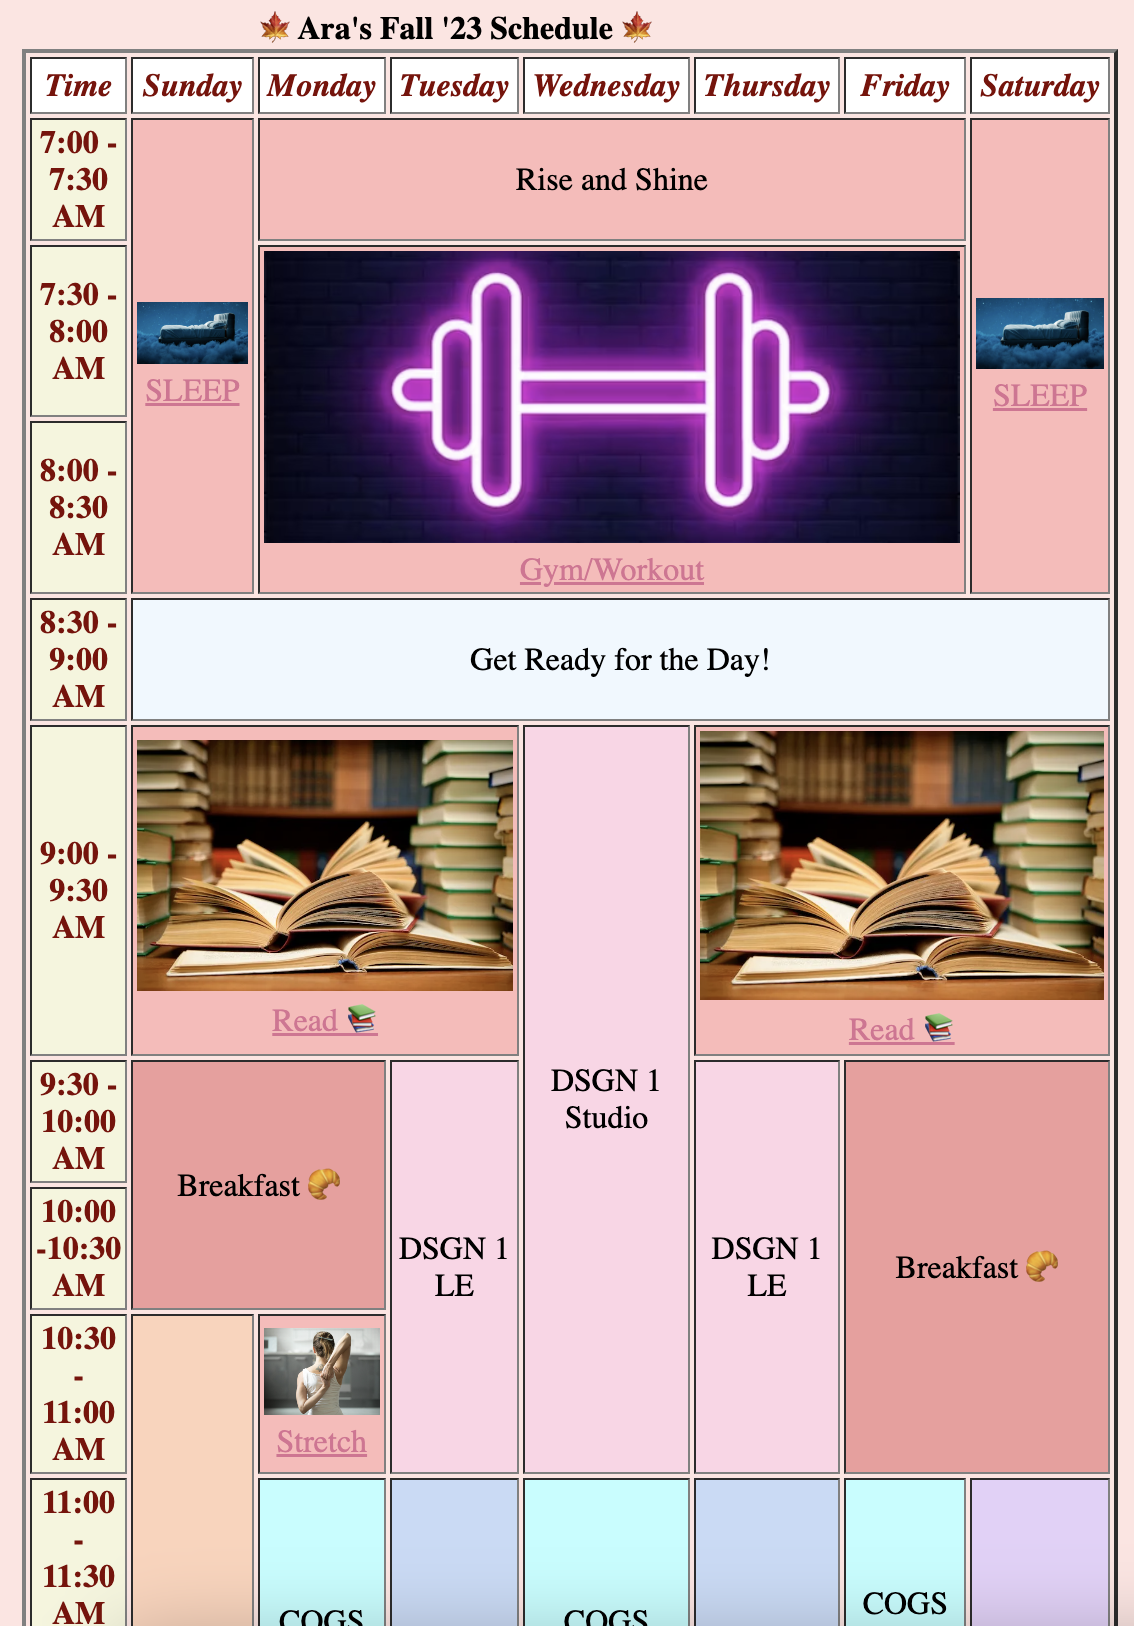 🍁 Ara's Fall '23 Schedule 🍁
Time Sunday Monday Tuesday Wednesday Thursday Friday Saturday
7:00 -
7:30
AM
Rise and Shine
7:30 -
8:00
AM
SLEEP
SLEEP
8:00 -
8:30
AM
Gym/Workout
8:30 -
9:00
AM
Get Ready for the Day!
9:00 -
9:30
AM
Read 📚
Read 📚
DSGN 1
Studio
9:30 -
10:00
AM
Breakfast 🥐
10:00
-10:30
AM
DSGN 1
LE
DSGN 1
LE
Breakfast 🥐
10:30
-
11:00
AM
Stretch
11:00
-
11:30
AM
COGS
COGS
COGS